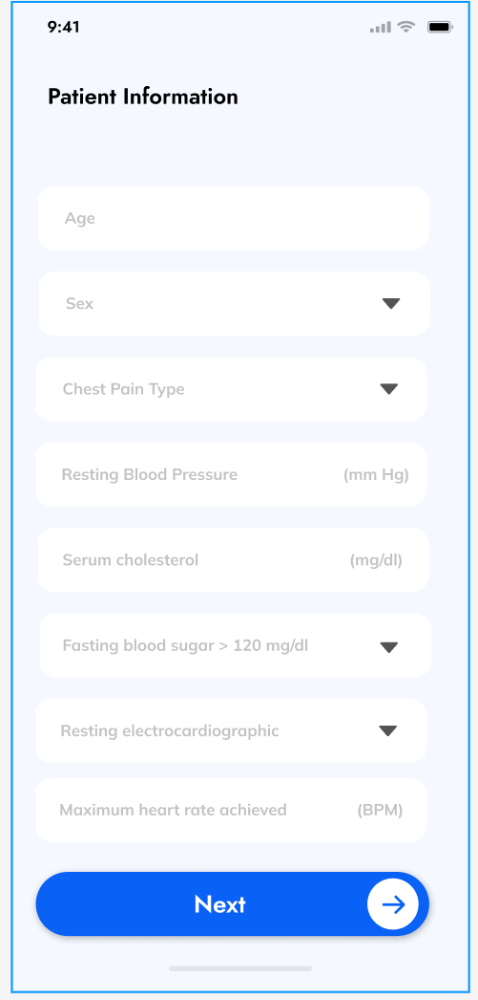 9:41
Patient Information
Age
Sex
Chest Pain Type
Resting Blood Pressure (mm Hg)
Serum cholesterol (mg/dl)
Fasting blood sugar > 120 mg/dl
Resting electrocardiographic
Maximum heart rate achieved (BPM)
Next